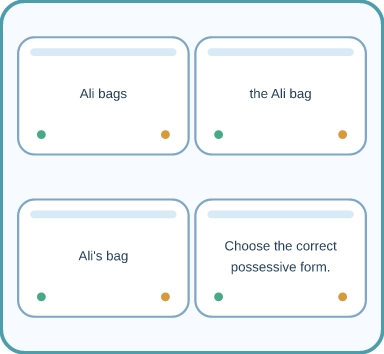 Ali bags
the Ali bag
Ali's bag
Choose the correct
possessive form.